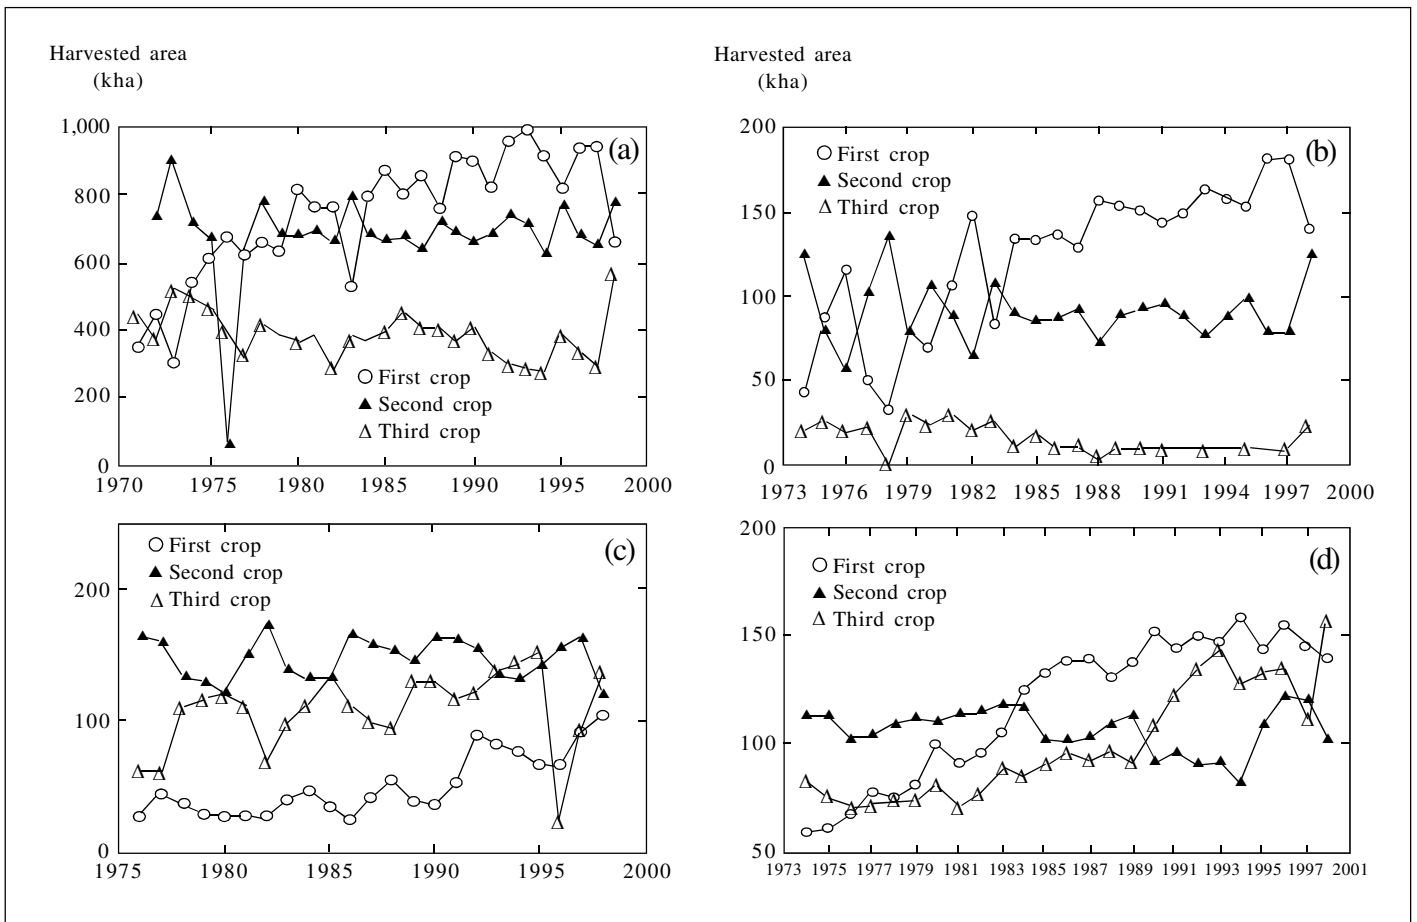 Harvested area
(kha)
1,000
800
600
400
200
0
(a)
First crop
Second crop
Third crop
1970 1975 1980 1985 1990 1995 2000
Harvested area
(kha)
200
150
100
50
0
(b)
First crop
Second crop
Third crop
1973 1976 1979 1982 1985 1988 1991 1994 1997 2000
200
100
0
(c)
First crop
Second crop
Third crop
1975 1980 1985 1990 1995 2000
200
150
100
50
(d)
First crop
Second crop
Third crop
1973 1975 1977 1979 1981 1983 1985 1987 1989 1991 1993 1995 1997 2001